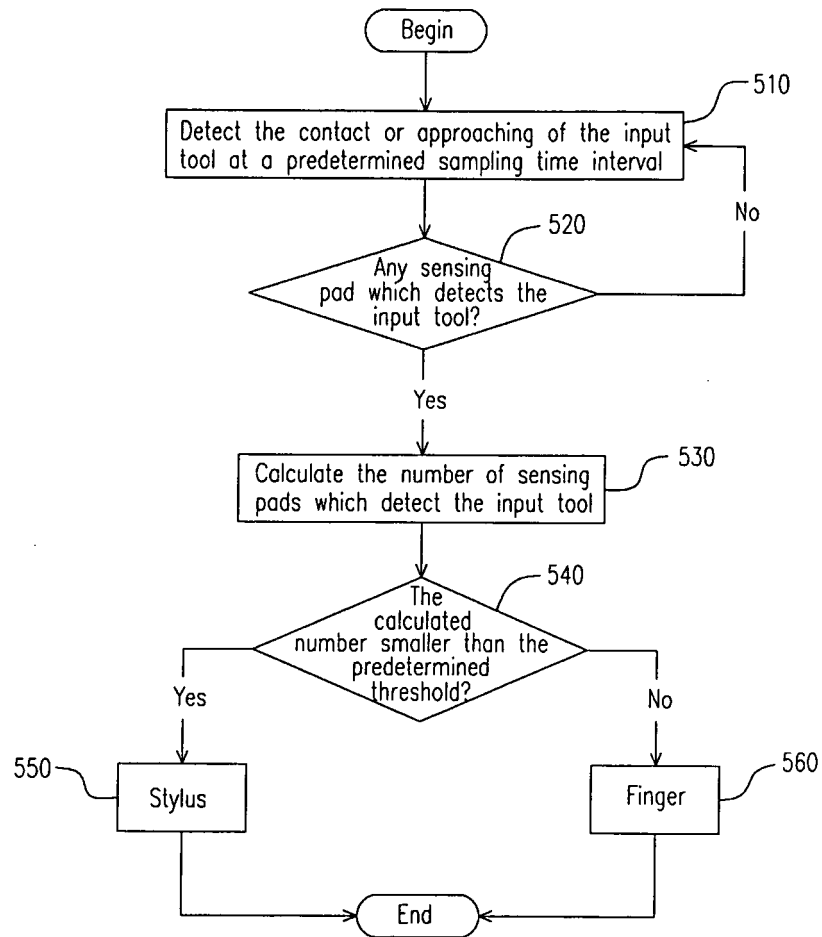 Begin
510
Detect the contact or approaching of the input
tool at a predetermined sampling time interval
No
520
Any sensing
pad which detects the
input tool?
Yes
530
Calculate the number of sensing
pads which detect the input tool
540
The
calculated
number smaller than the
predetermined
threshold?
Yes
No
550
Stylus
560
Finger
End